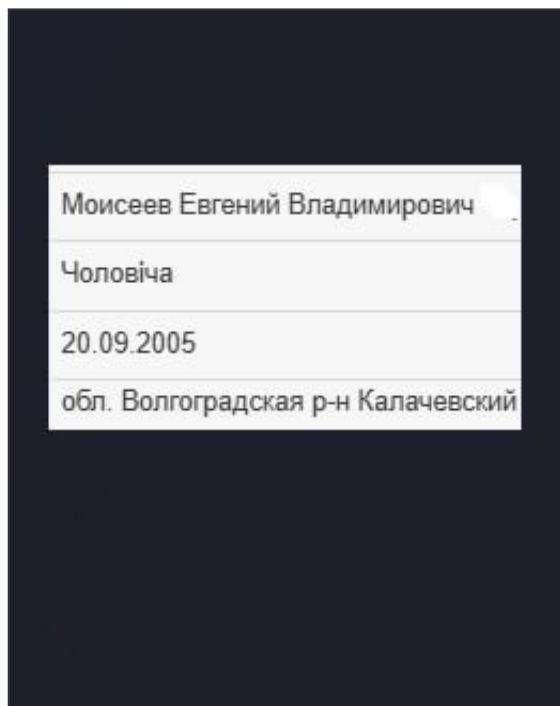 Моисеев Евгений Владимирович
Чоловіча
20.09.2005
обл. Волгоградская р-н Калачевский